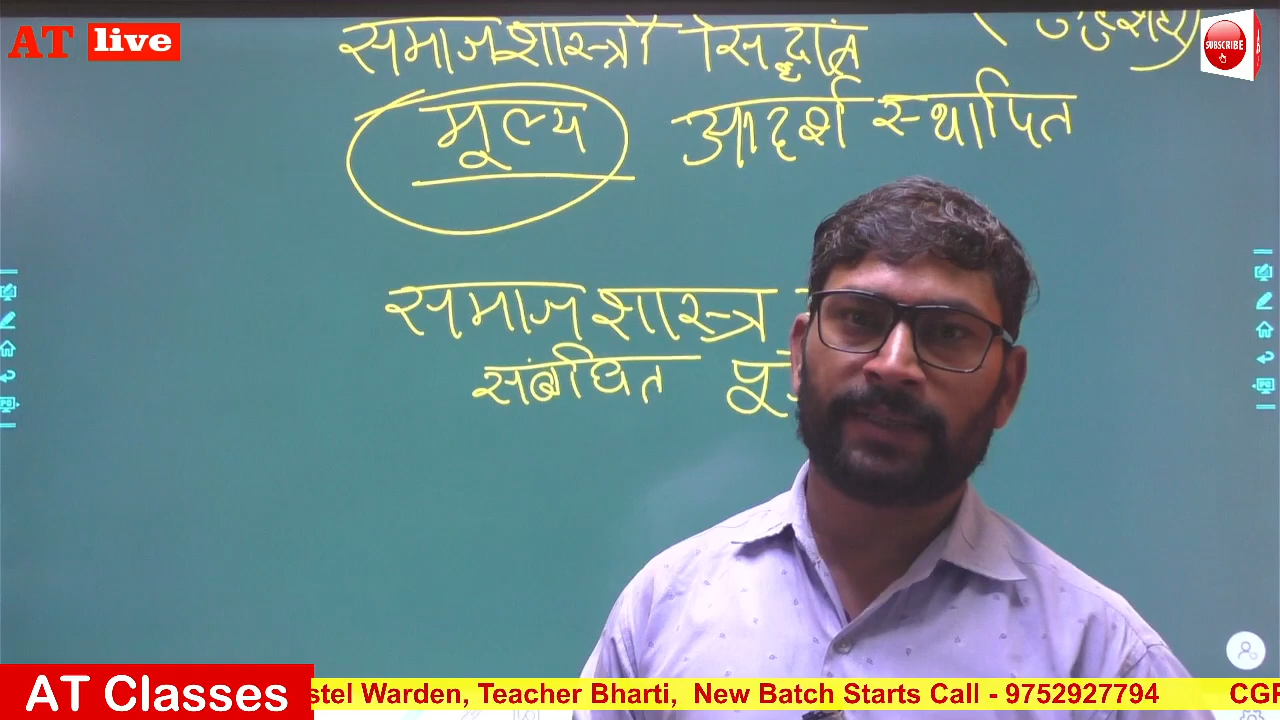 AT live
समाजशास्त्री सिद्धांत
SUBSCRIBE
मूल्य आदर्श स्थापित
समाजशास्त्र
संबंधित
AT Classes
stel Warden, Teacher Bharti, New Batch Starts Call - 9752927794 CGP